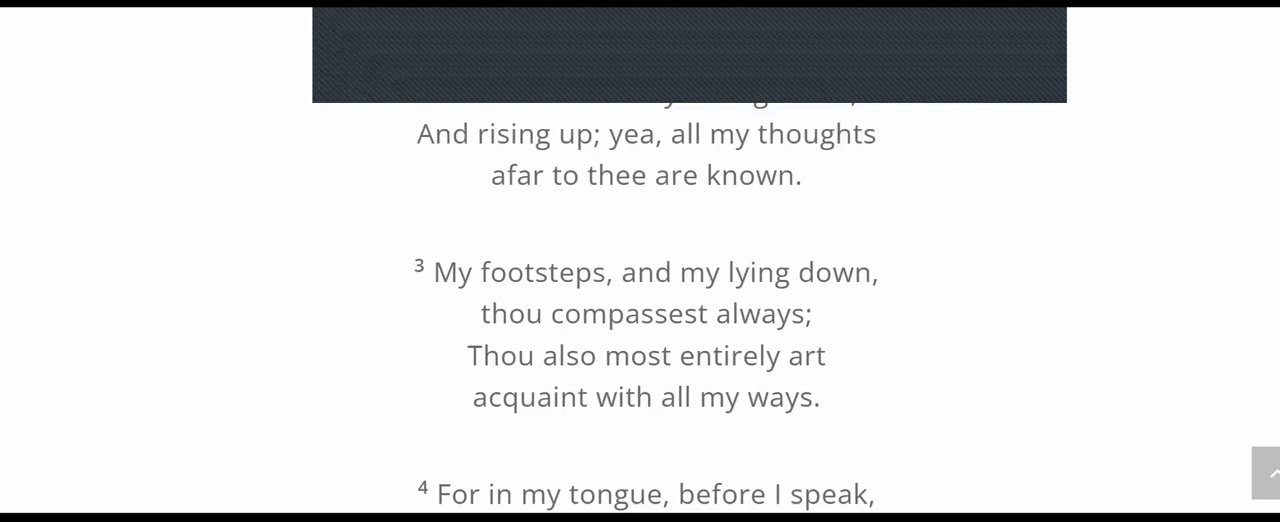 And rising up; yea, all my thoughts
afar to thee are known.
³ My footsteps, and my lying down,
thou compassest always;
Thou also most entirely art
acquaint with all my ways.
⁴ For in my tongue, before I speak,